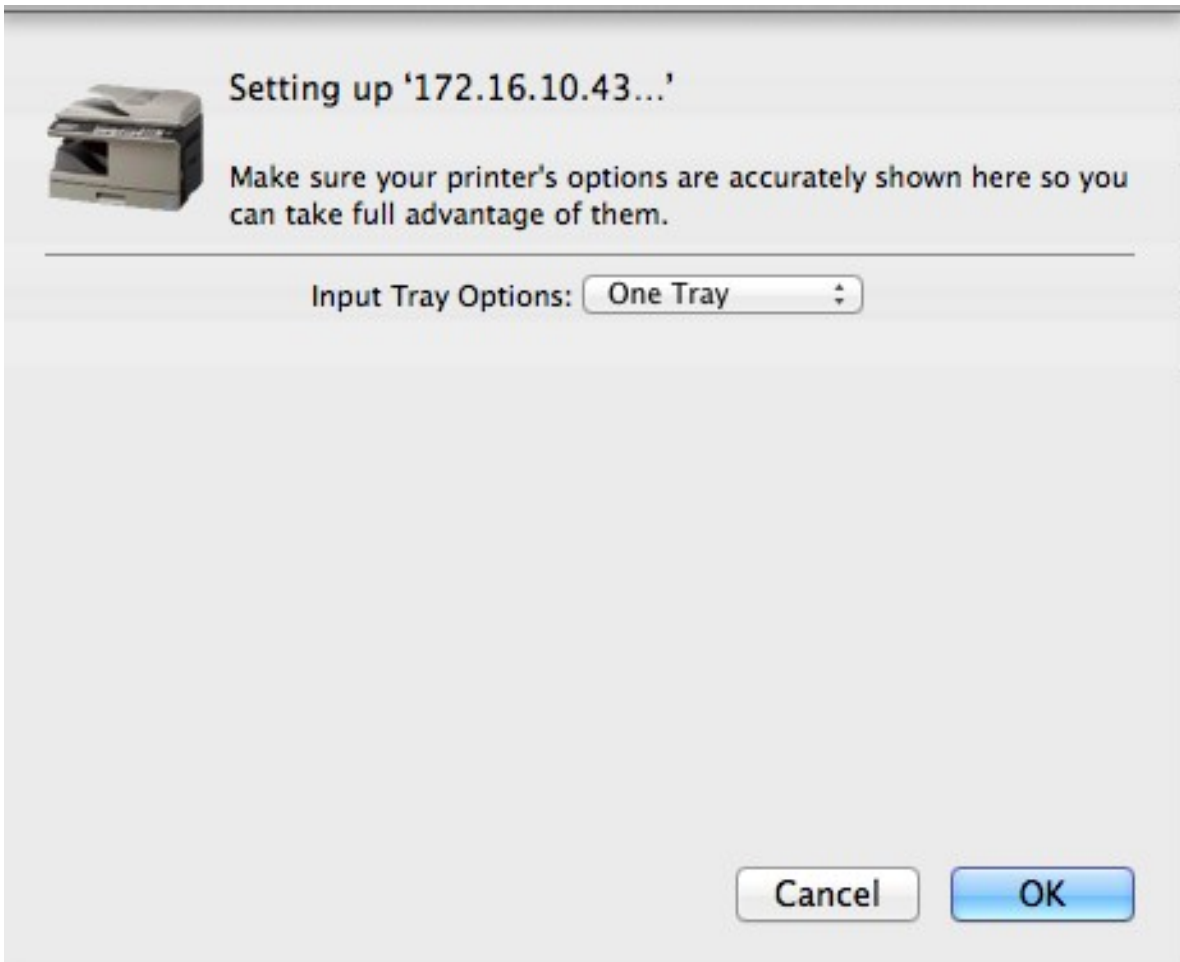 Setting up ‘172.16.10.43...’
Make sure your printer's options are accurately shown here so you
can take full advantage of them.
Input Tray Options: One Tray
Cancel OK